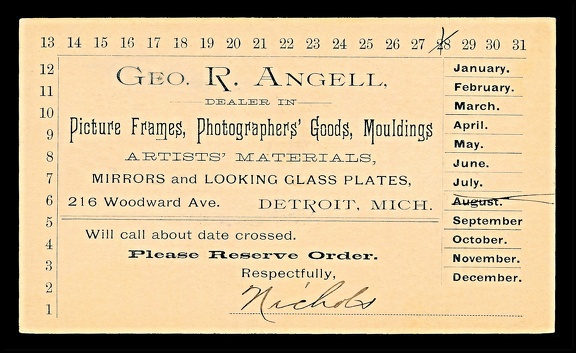 13 14 15 16 17 18 19 20 21 22 23 24 25 26 27 28 29 30 31
12
11
10
9
8
7
6
5
4
3
2
1
GEO. R. ANGELL,
DEALER IN
Picture Frames, Photographers' Goods, Mouldings
ARTISTS' MATERIALS,
MIRRORS and LOOKING GLASS PLATES,
216 Woodward Ave. DETROIT, MICH.
Will call about date crossed.
Please Reserve Order.
Respectfully,
Nichols
January.
February.
March.
April.
May.
June.
July.
August.
September
October.
November.
December.